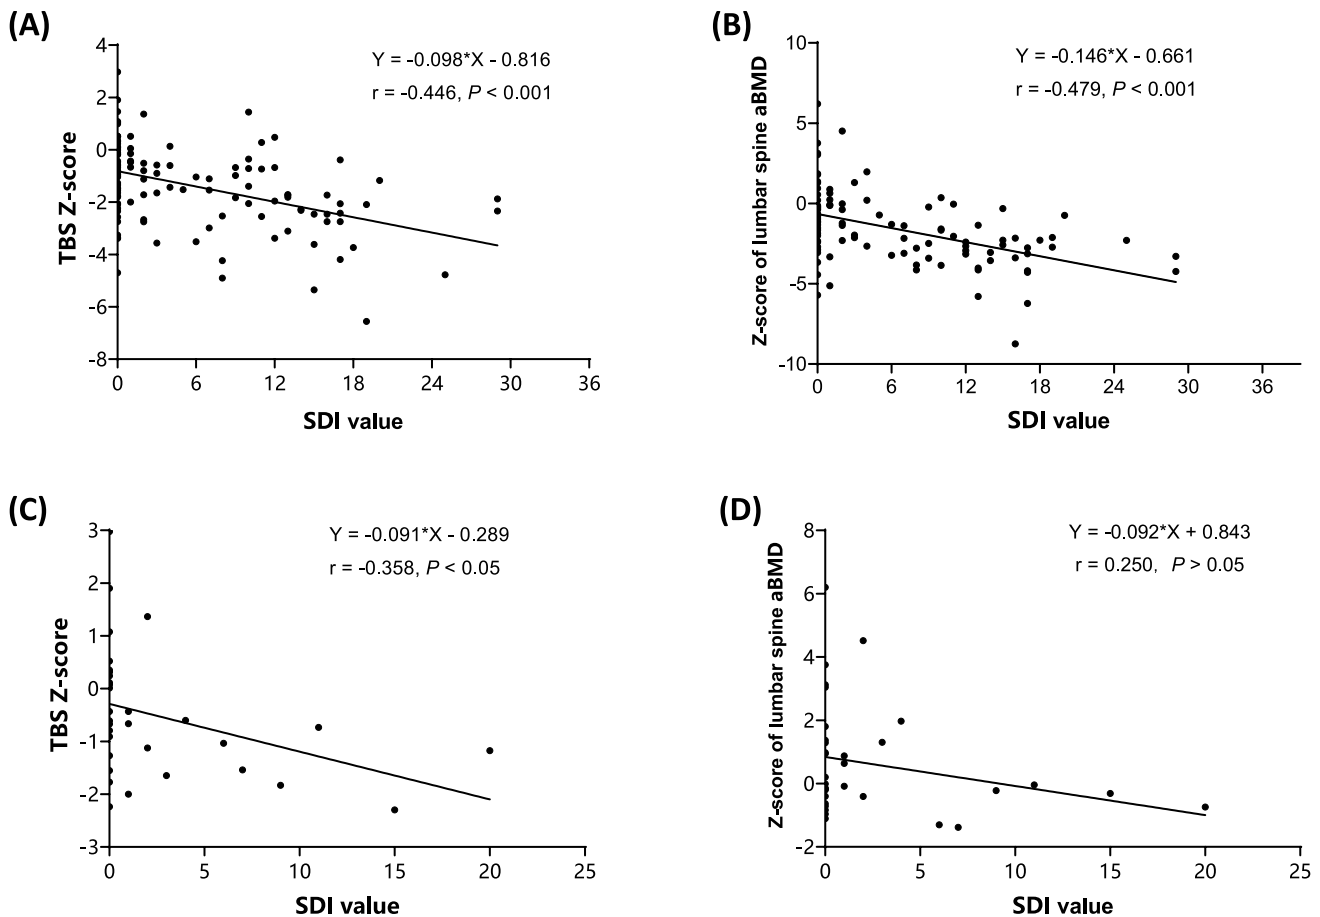 (A)
Y = -0.098*X - 0.816
r = -0.446, P < 0.001
TBS Z-score
4
2
0
-2
-4
-6
-8
0 6 12 18 24 30 36
SDI value
(B)
Y = -0.146*X - 0.661
r = -0.479, P < 0.001
Z-score of lumbar spine aBMD
10
5
0
-5
-10
0 6 12 18 24 30 36
SDI value
(C)
Y = -0.091*X - 0.289
r = -0.358, P < 0.05
TBS Z-score
3
2
1
0
-1
-2
-3
0 5 10 15 20 25
SDI value
(D)
Y = -0.092*X + 0.843
r = 0.250, P > 0.05
Z-score of lumbar spine aBMD
8
6
4
2
0
-2
0 5 10 15 20 25
SDI value